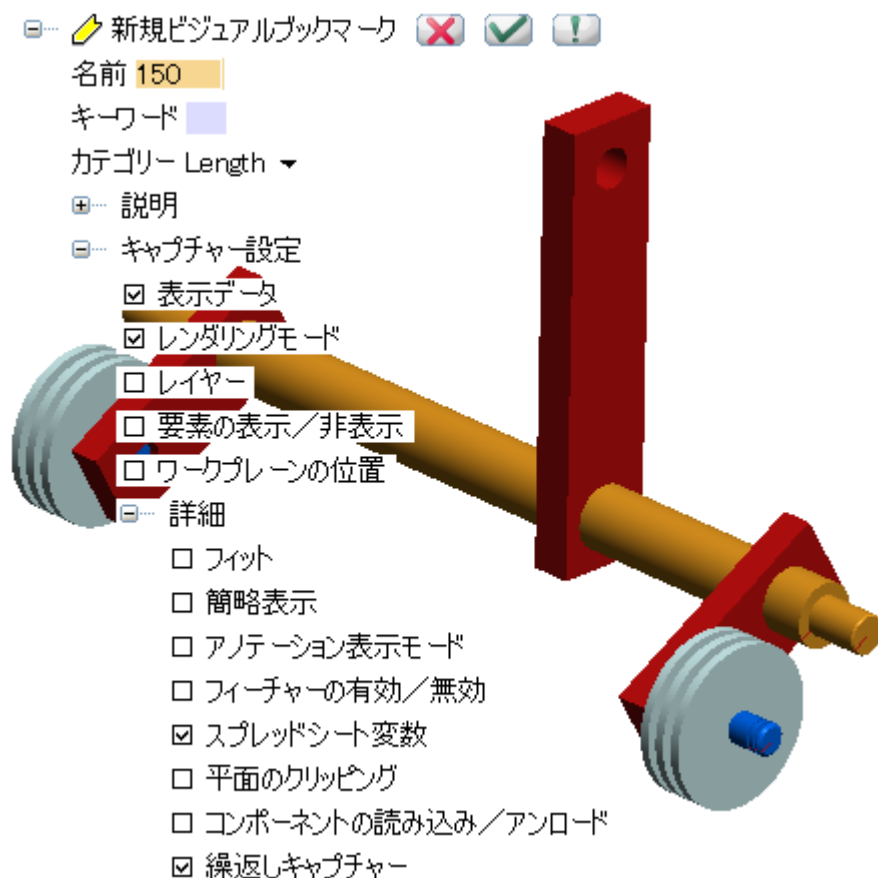 新規ビジュアルブックマーク
名前 150
キーワード
カテゴリー Length
説明
キャプチャー設定
表示データ
レンダリングモード
レイヤー
要素の表示／非表示
ワークプレーンの位置
詳細
フィット
簡略表示
アノテーション表示モード
フィーチャーの有効／無効
スプレッドシート変数
平面のクリッピング
コンポーネントの読み込み／アンロード
繰返しキャプチャー